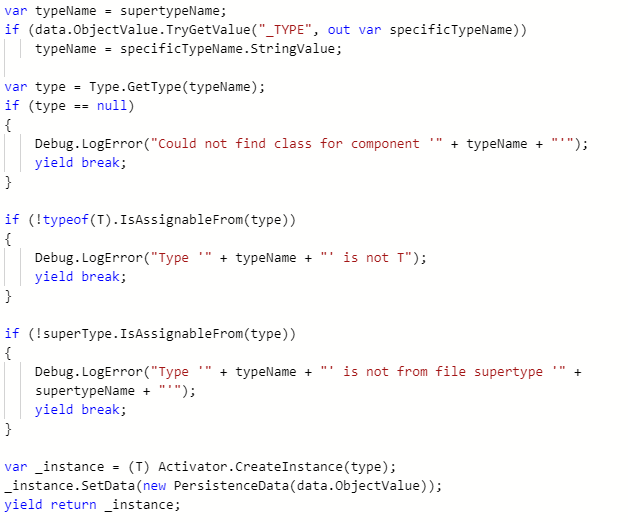 var typeName = supertypeName;
if (data.ObjectValue.TryGetValue("_TYPE", out var specificTypeName))
    typeName = specificTypeName.StringValue;

var type = Type.GetType(typeName);
if (type == null)
{
    Debug.LogError("Could not find class for component '" + typeName + "'");
    yield break;
}

if (!typeof(T).IsAssignableFrom(type))
{
    Debug.LogError("Type '" + typeName + "' is not T");
    yield break;
}

if (!superType.IsAssignableFrom(type))
{
    Debug.LogError("Type '" + typeName + "' is not from file supertype '" +
    supertypeName + "'");
    yield break;
}

var _instance = (T) Activator.CreateInstance(type);
_instance.SetData(new PersistenceData(data.ObjectValue));
yield return _instance;